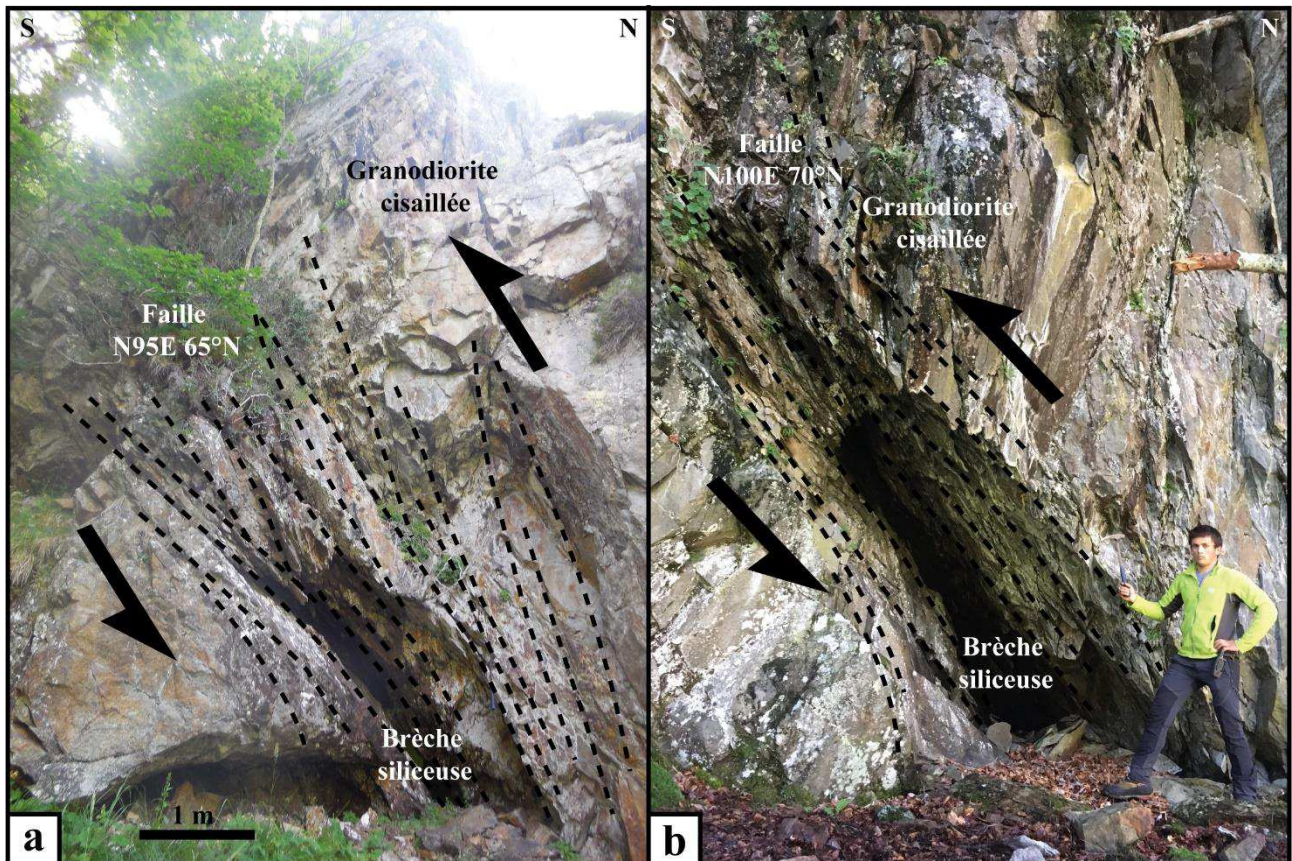 S
N
Granodiorite
cisaillée
Faille
N95E 65°N
Brèche
siliceuse
1 m
a
S
N
Faille
N100E 70°N
Granodiorite
cisaillée
Brèche
siliceuse
b